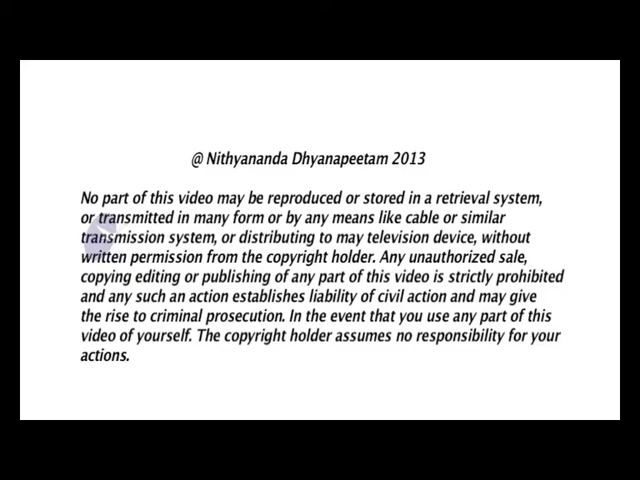 @ Nithyananda Dhyanapeetam 2013
No part of this video may be reproduced or stored in a retrieval system,
or transmitted in many form or by any means like cable or similar
transmission system, or distributing to may television device, without
written permission from the copyright holder. Any unauthorized sale,
copying editing or publishing of any part of this video is strictly prohibited
and any such an action establishes liability of civil action and may give
the rise to criminal prosecution. In the event that you use any part of this
video of yourself. The copyright holder assumes no responsibility for your
actions.